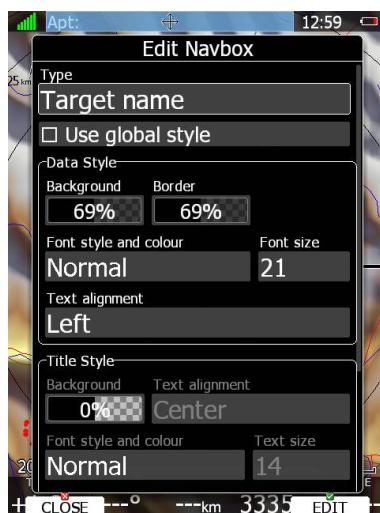 Apt: 12:59
Edit Navbox
25 km
Type
Target name
Use global style
Data Style
Background Border
69% 69%
Font style and colour Font size
Normal 21
Text alignment
Left
Title Style
Background Text alignment
0% Center
Font style and colour Text size
Normal 14
20
CLOSE ---° ---km 3335 EDIT